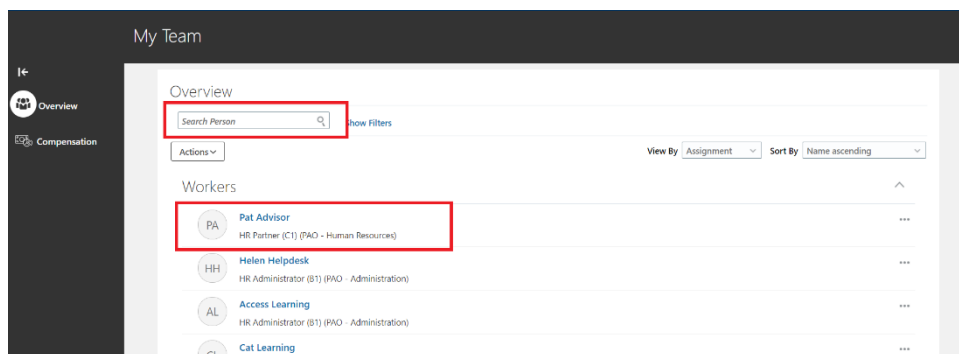 My Team
Overview
Compensation
Overview
Search Person
Show Filters
Actions
View By Assignment Sort By Name ascending
Workers
PA
Pat Advisor
HR Partner (C1) (PAO - Human Resources)
HH
Helen Helpdesk
HR Administrator (B1) (PAO - Administration)
AL
Access Learning
HR Administrator (B1) (PAO - Administration)
CL
Cat Learning